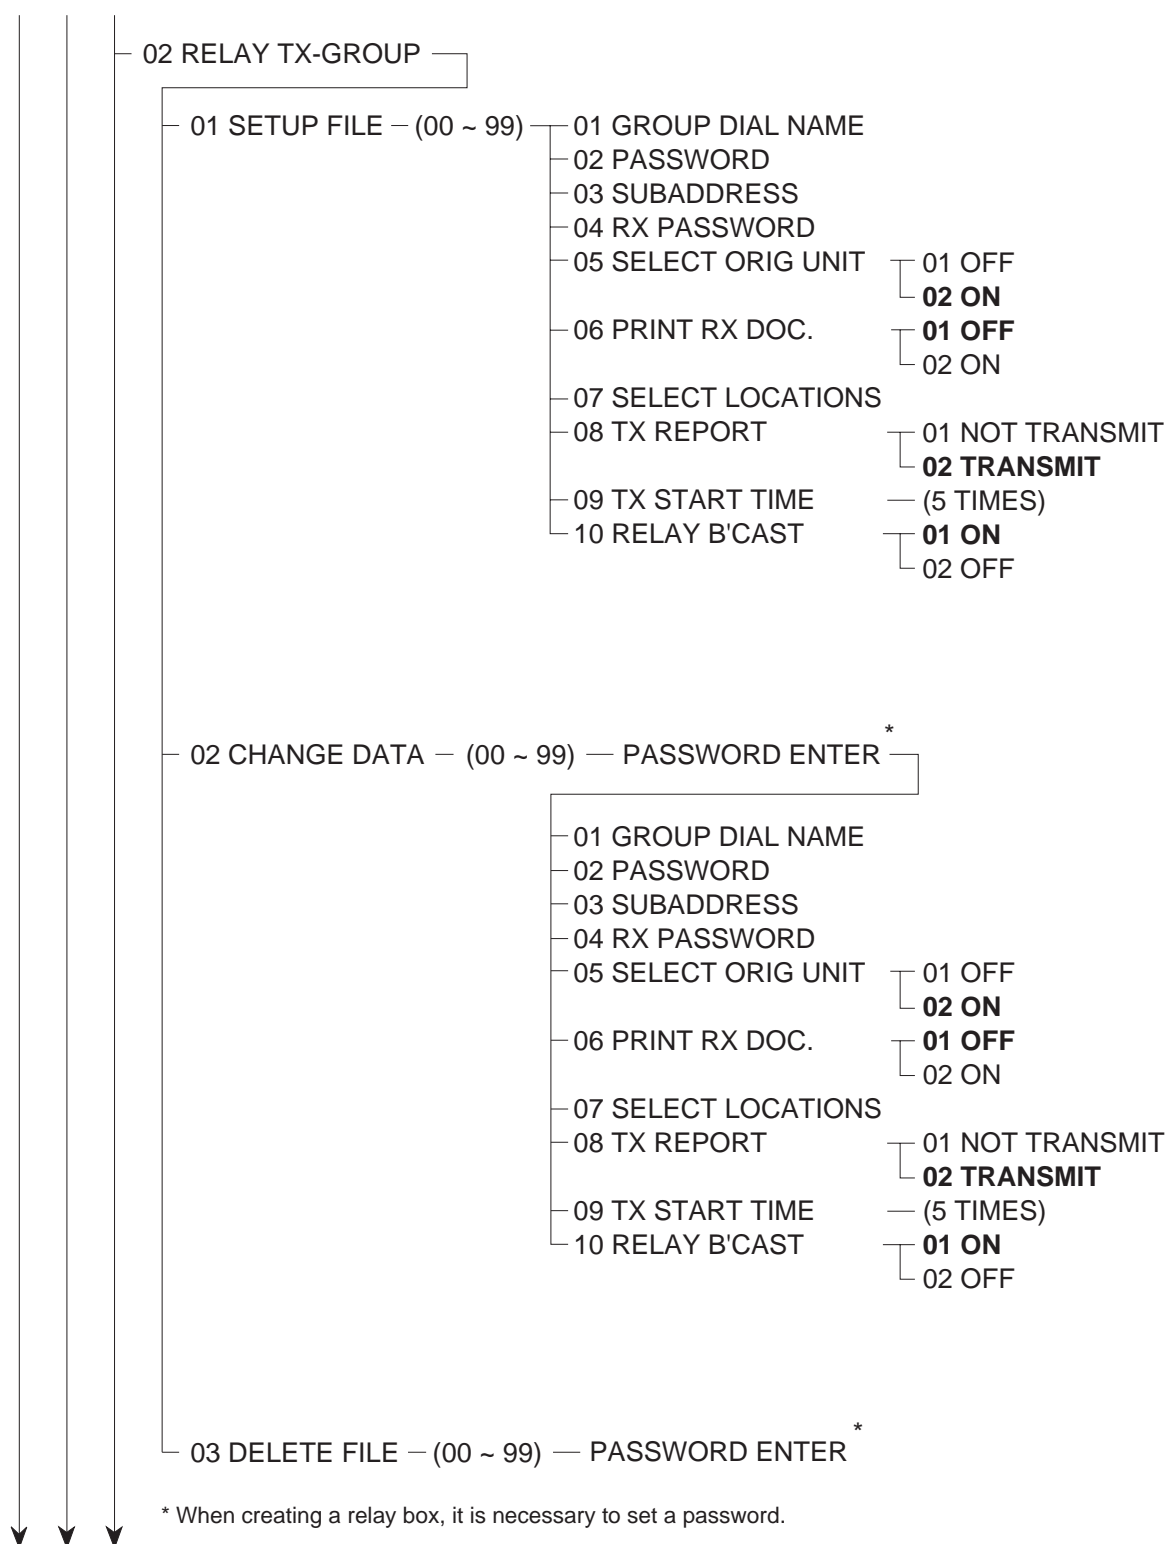 02 RELAY TX-GROUP
01 SETUP FILE (00 ~ 99) 01 GROUP DIAL NAME
02 PASSWORD
03 SUBADDRESS
04 RX PASSWORD
05 SELECT ORIG UNIT 01 OFF
02 ON
06 PRINT RX DOC. 01 OFF
02 ON
07 SELECT LOCATIONS
08 TX REPORT 01 NOT TRANSMIT
02 TRANSMIT
09 TX START TIME (5 TIMES)
10 RELAY B'CAST 01 ON
02 OFF
02 CHANGE DATA (00 ~ 99) PASSWORD ENTER *
01 GROUP DIAL NAME
02 PASSWORD
03 SUBADDRESS
04 RX PASSWORD
05 SELECT ORIG UNIT 01 OFF
02 ON
06 PRINT RX DOC. 01 OFF
02 ON
07 SELECT LOCATIONS
08 TX REPORT 01 NOT TRANSMIT
02 TRANSMIT
09 TX START TIME (5 TIMES)
10 RELAY B'CAST 01 ON
02 OFF
03 DELETE FILE (00 ~ 99) PASSWORD ENTER *
* When creating a relay box, it is necessary to set a password.